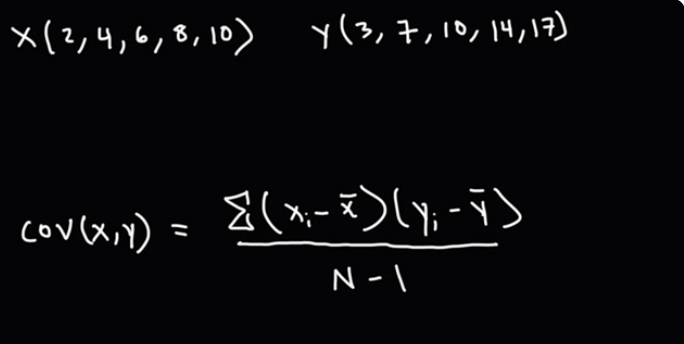 X(2, 4, 6, 8, 10) Y(3, 7, 10, 14, 17)
cov(x,y) = Σ(xᵢ - x̄)(yᵢ - ȳ)
N - 1